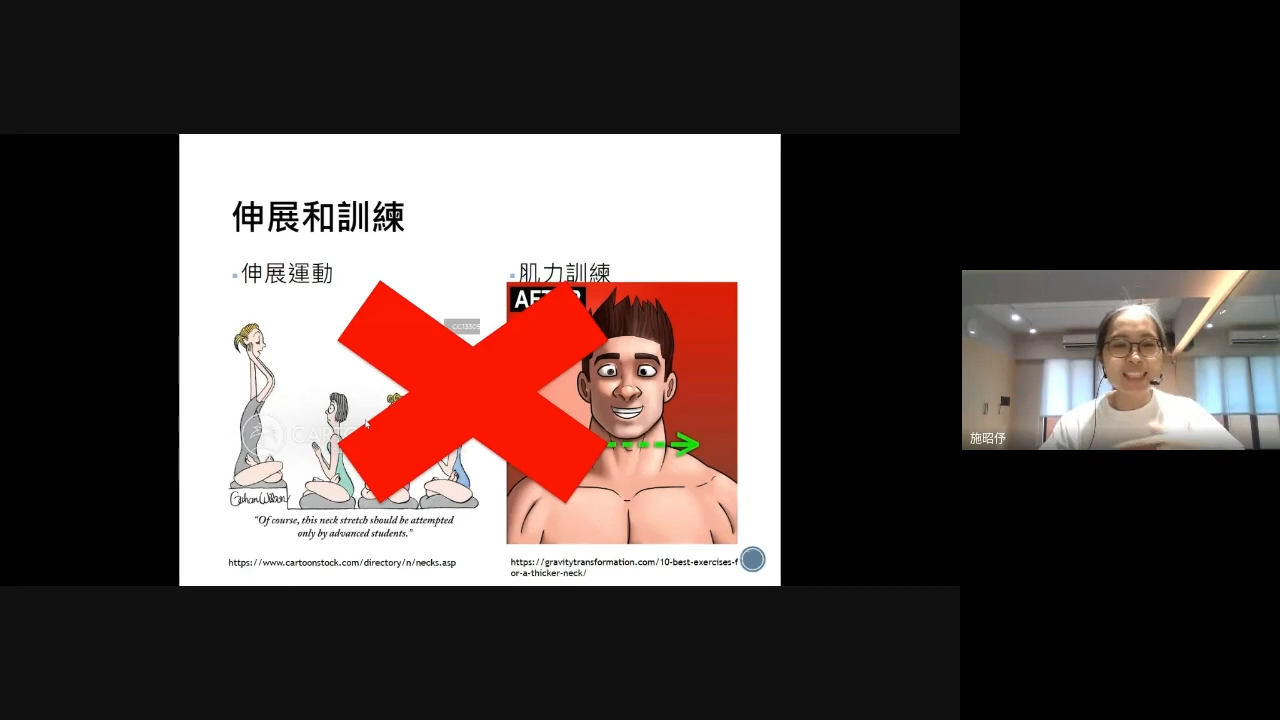 伸展和訓練
伸展運動
肌力訓練
"Of course, this neck stretch should be attempted
only by advanced students."
https://www.cartoonstock.com/directory/n/necks.asp
https://gravitytransformation.com/10-best-exercises-f
or-a-thicker-neck/
施昭伃